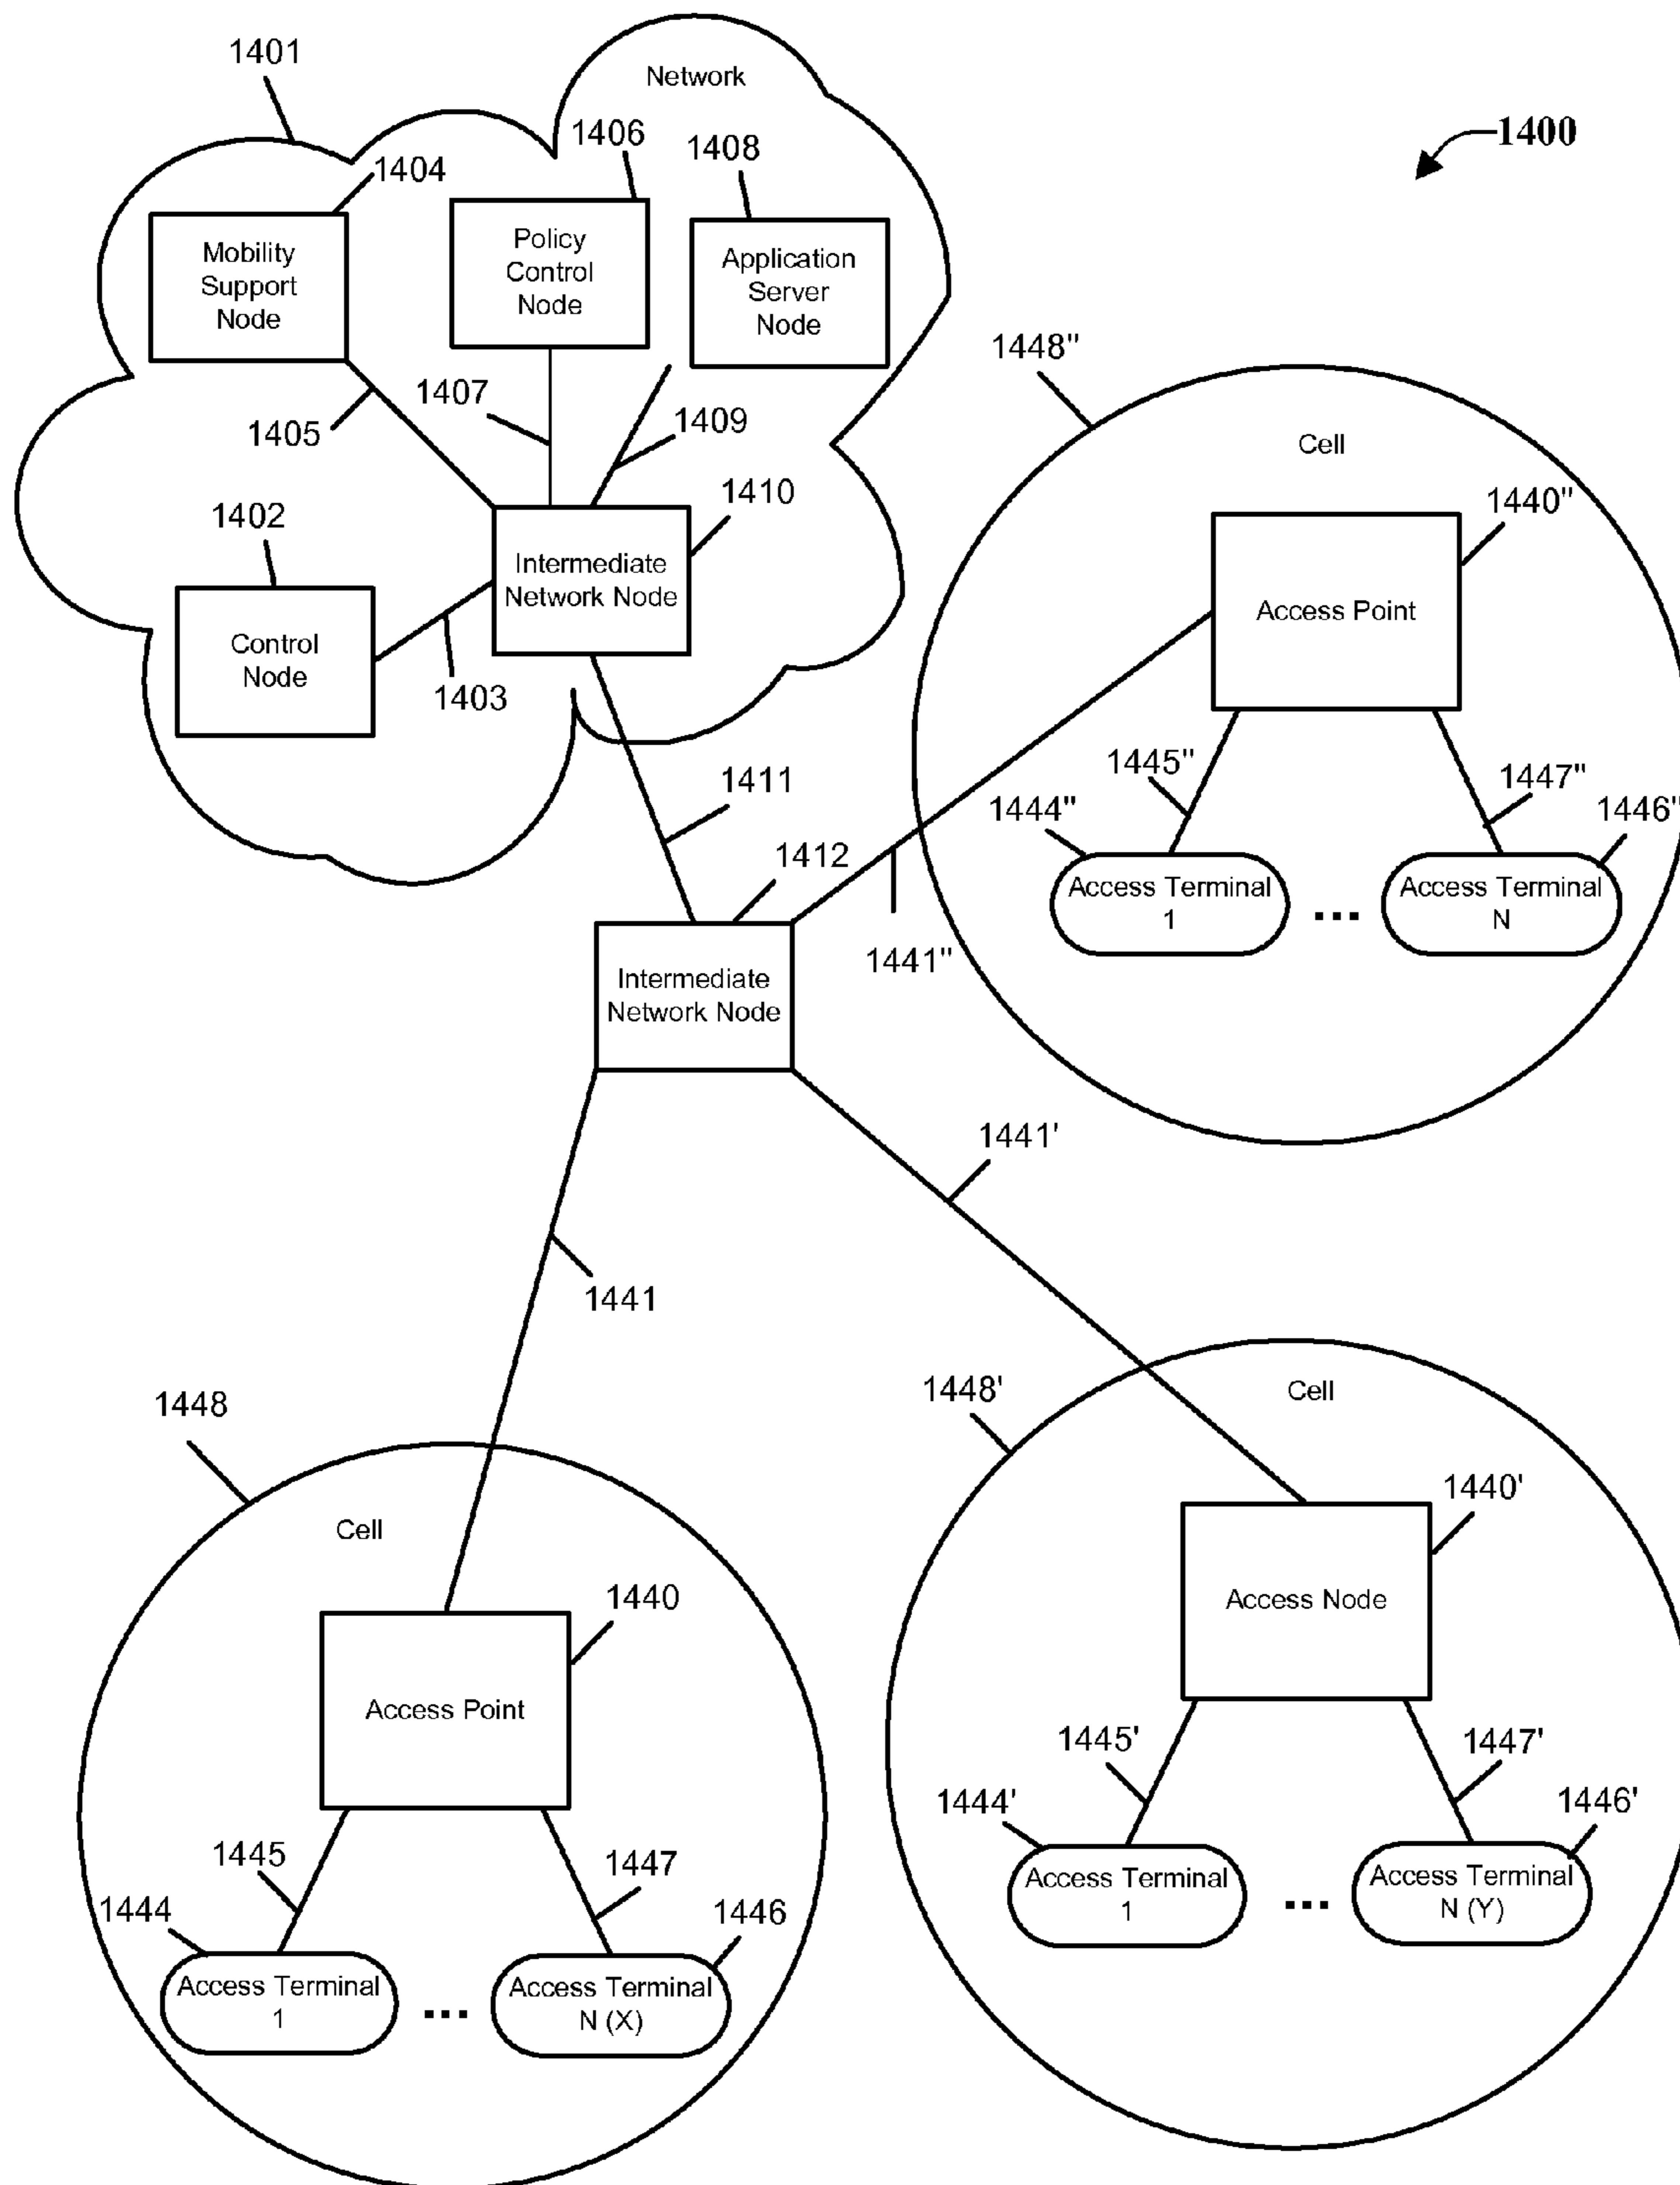 1401
Network
1400
1404
1406
1408
Mobility
Support
Node
Policy
Control
Node
Application
Server
Node
1405
1407
1409
1448"
Cell
1402
1410
1440"
Intermediate
Network Node
Access Point
Control
Node
1403
1411
1445"
1447"
1444"
1446"
1412
Access Terminal
1
...
Access Terminal
N
1441"
Intermediate
Network Node
1441'
1441
1448
1448'
Cell
Cell
1440'
1440
Access Node
Access Point
1445'
1447'
1444'
1446'
1445
1447
Access Terminal
1
...
Access Terminal
N (Y)
1444
1446
Access Terminal
1
...
Access Terminal
N (X)